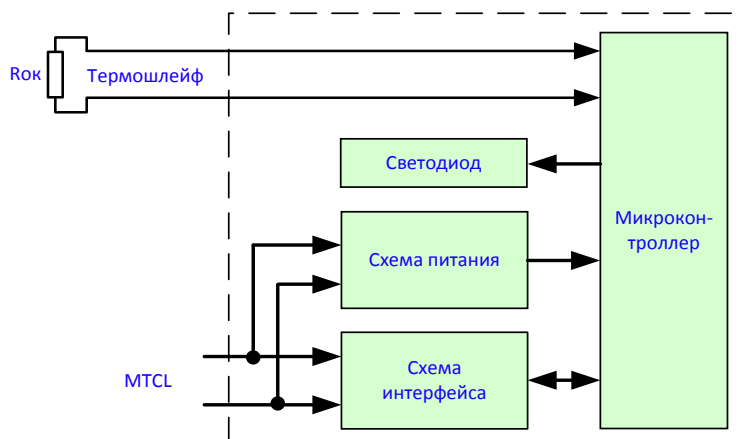 Rок
Термошлейф
Светодиод
Микрокон-
троллер
Схема питания
MTCL
Схема
интерфейса